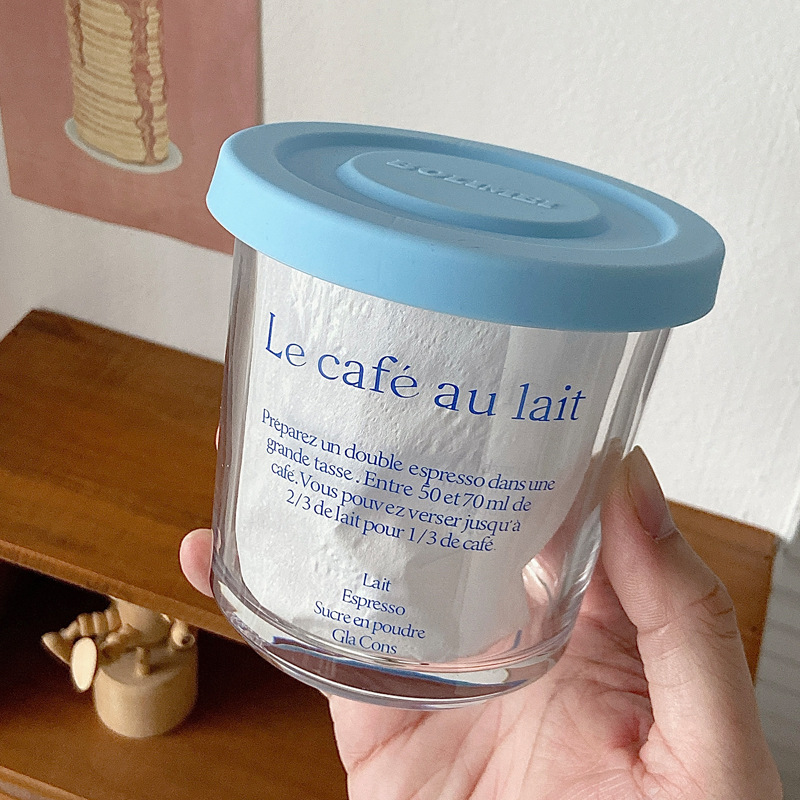 Le café au lait
Préparez un double espresso dans une
grande tasse. Entre 50 et 70 ml de
café. Vous pouvez verser jusqu'à
2/3 de lait pour 1/3 de café.
Lait
Espresso
Sucre en poudre
Gla Cons